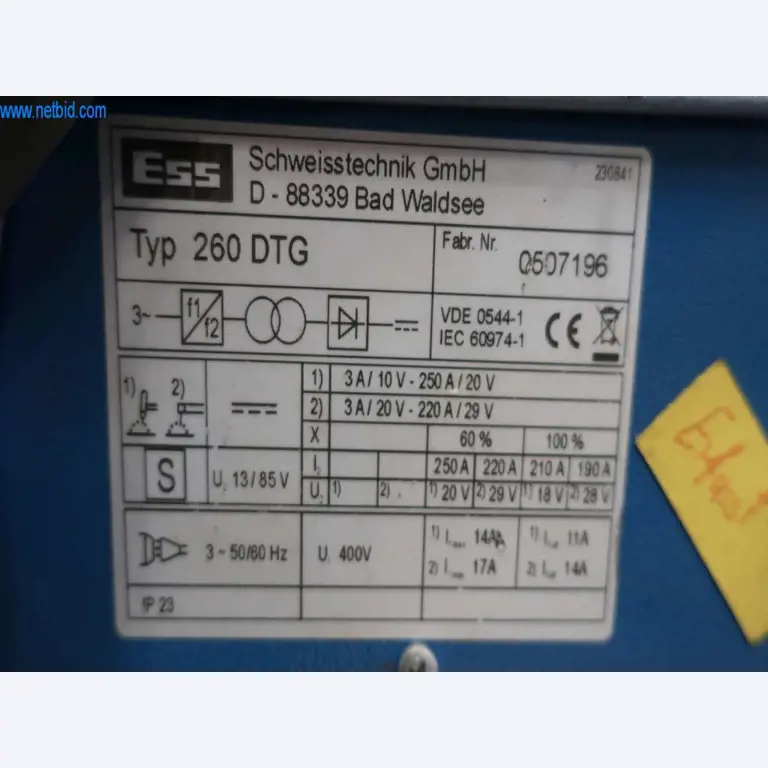 www.netbid.com
ESS Schweisstechnik GmbH 230841
D - 88339 Bad Waldsee
Typ 260 DTG Fabr. Nr. 0507196
3~ f1 f2 VDE 0544-1 CE
IEC 60974-1
1) 2) 1) 3 A / 10 V - 250 A / 20 V
2) 3 A / 20 V - 220 A / 29 V
X 60 % 100 %
S U₀ 13 / 85 V I₂ 250 A 220 A 210 A 190 A
U₂ 1) 2) 1) 20 V 2) 29 V 1) 18 V 2) 28 V
3 ~ 50/60 Hz U₁ 400V 1) 14A 1) 11A
2) 17A 2) 14A
IP 23